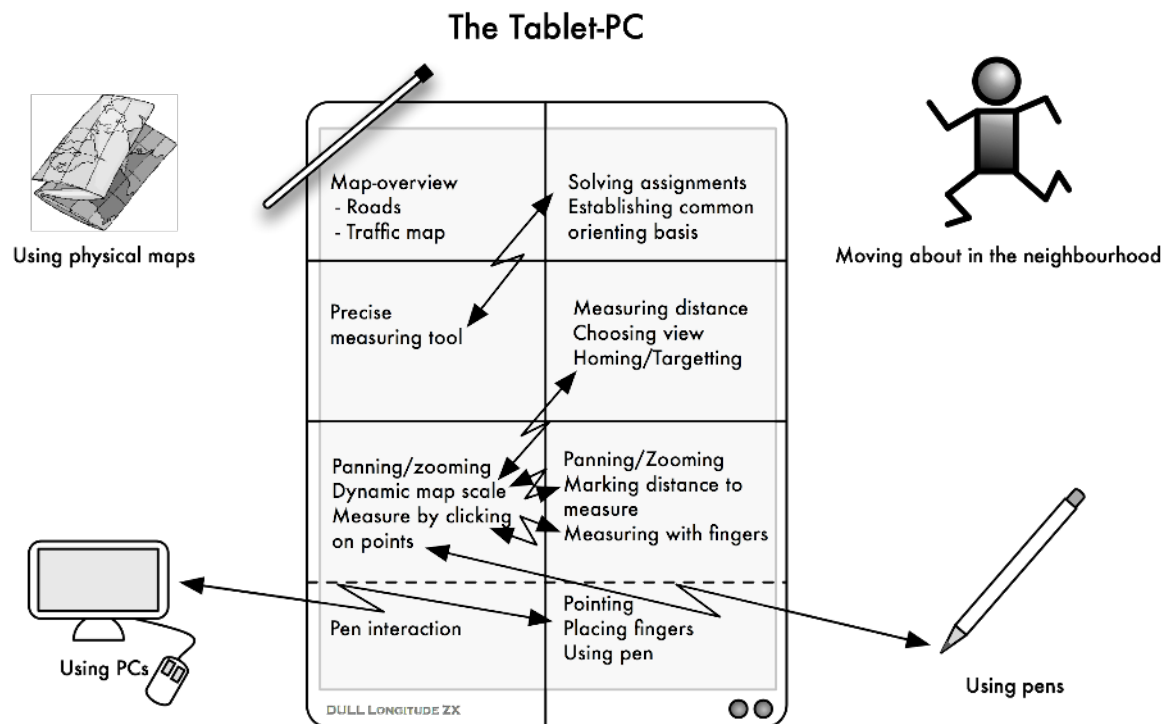 The Tablet-PC
Using physical maps
Map-overview
- Roads
- Traffic map
Solving assignments
Establishing common
orienting basis
Moving about in the neighbourhood
Precise
measuring tool
Measuring distance
Choosing view
Homing/Targetting
Panning/zooming
Dynamic map scale
Measure by clicking
on points
Panning/Zooming
Marking distance to
measure
Measuring with fingers
Using PCs
Pen interaction
Pointing
Placing fingers
Using pen
Using pens
DULL LONGITUDE ZX